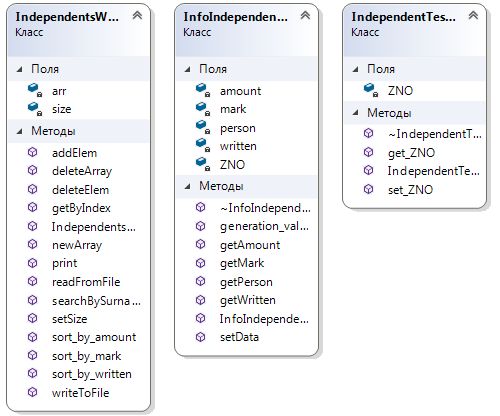 IndependentsW...
Класс
Поля
arr
size
Методы
addElem
deleteArray
deleteElem
getByIndex
Independents...
newArray
print
readFromFile
searchBySurna...
setSize
sort_by_amount
sort_by_mark
sort_by_written
writeToFile
InfoIndependen...
Класс
Поля
amount
mark
person
written
ZNO
Методы
~InfoIndepend...
generation_val...
getAmount
getMark
getPerson
getWritten
InfoIndepende...
setData
IndependentTes...
Класс
Поля
ZNO
Методы
~IndependentT...
get_ZNO
IndependentTe...
set_ZNO